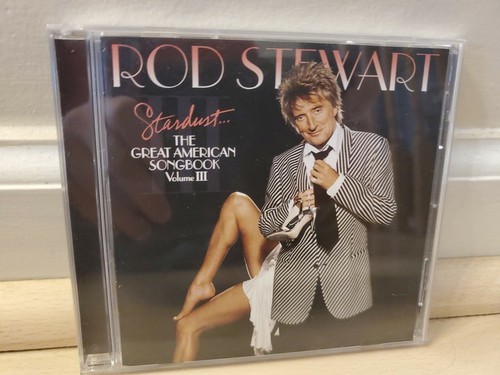 ROD STEWART
Stardust...
THE
GREAT AMERICAN
SONGBOOK
Volume III